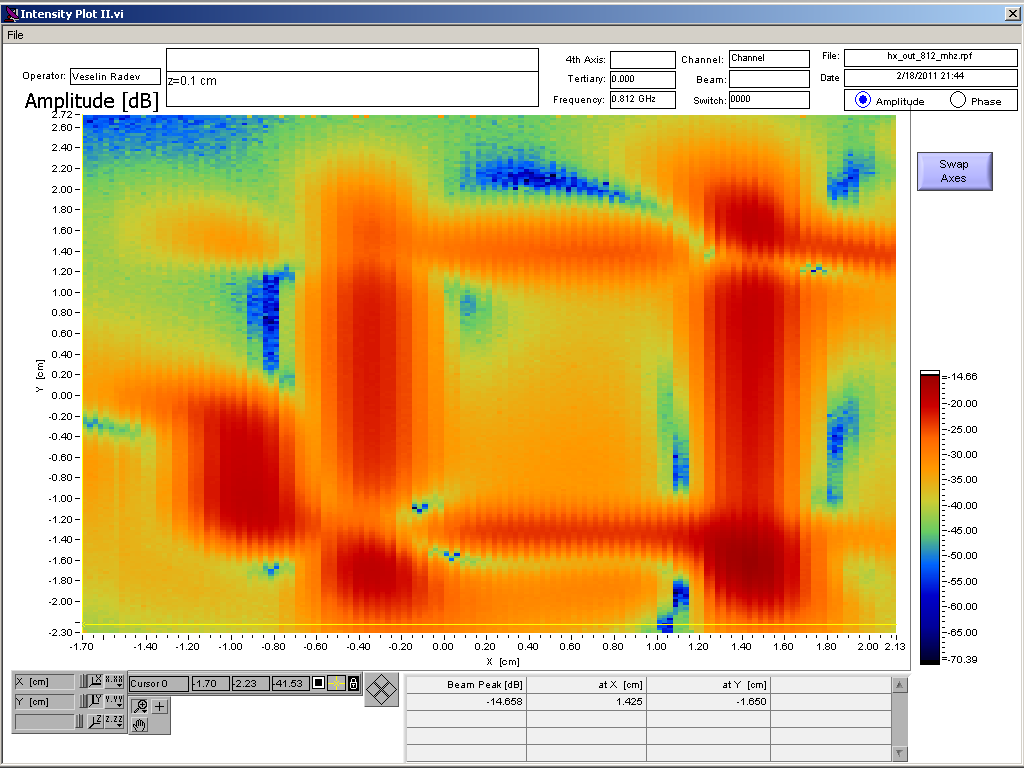 Intensity Plot II.vi
File
Operator: Veselin Radev
z=0.1 cm
4th Axis:
Tertiary: 0.000
Frequency: 0.812 GHz
Channel: Channel
Beam:
Switch: 0000
File: hx_out_812_mhz.rpf
Date 2/18/2011 21:44
Amplitude Phase
Amplitude [dB]
Swap
Axes
2.72
2.60
2.40
2.20
2.00
1.80
1.60
1.40
1.20
1.00
0.80
0.60
0.40
0.20
0.00
-0.20
-0.40
-0.60
-0.80
-1.00
-1.20
-1.40
-1.60
-1.80
-2.00
-2.30
Y [cm]
-1.70 -1.40 -1.20 -1.00 -0.80 -0.60 -0.40 -0.20 0.00 0.20 0.40 0.60 0.80 1.00 1.20 1.40 1.60 1.80 2.00 2.13
X [cm]
-14.66
-20.00
-25.00
-30.00
-35.00
-40.00
-45.00
-50.00
-55.00
-60.00
-65.00
-70.39
X [cm] X X.XX
Y [cm] Y Y.YY
Z Z.ZZ
Cursor 0 -1.70 -2.23 -41.53
Beam Peak [dB] at X [cm] at Y [cm]
-14.658 1.425 -1.650